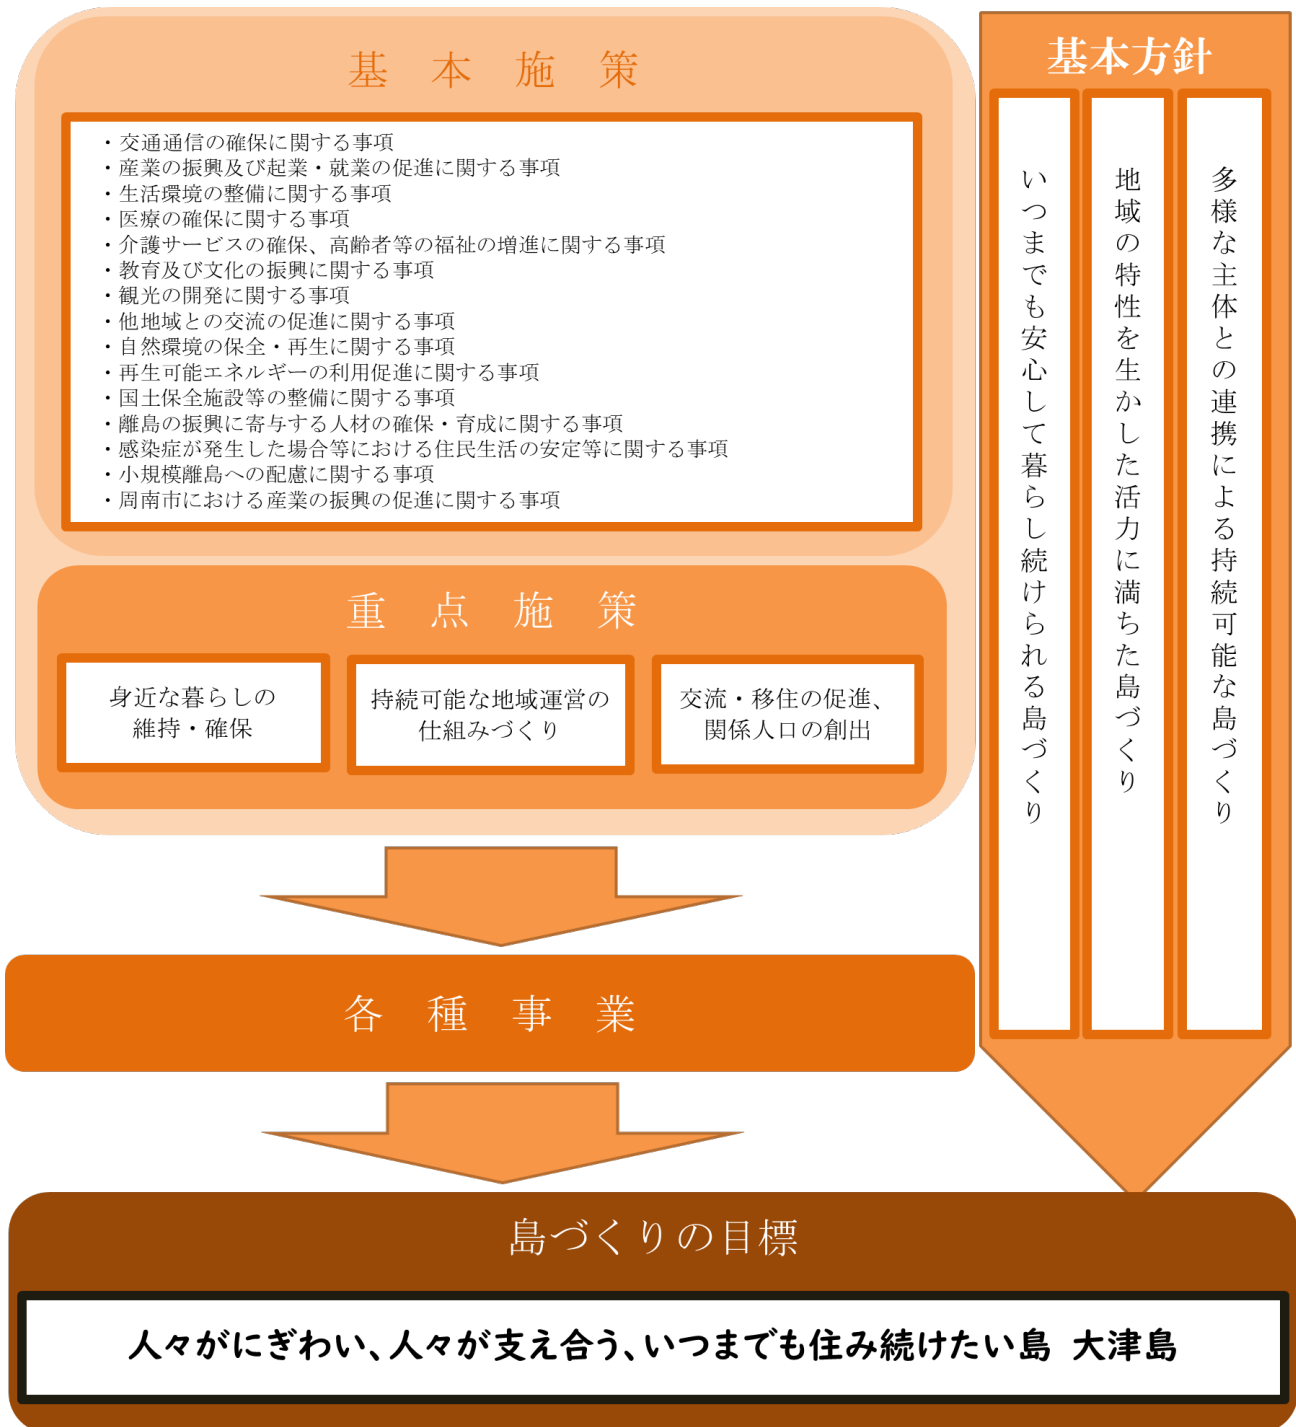 基本施策
・交通通信の確保に関する事項
・産業の振興及び起業・就業の促進に関する事項
・生活環境の整備に関する事項
・医療の確保に関する事項
・介護サービスの確保、高齢者等の福祉の増進に関する事項
・教育及び文化の振興に関する事項
・観光の開発に関する事項
・他地域との交流の促進に関する事項
・自然環境の保全・再生に関する事項
・再生可能エネルギーの利用促進に関する事項
・国土保全施設等の整備に関する事項
・離島の振興に寄与する人材の確保・育成に関する事項
・感染症が発生した場合等における住民生活の安定等に関する事項
・小規模離島への配慮に関する事項
・周南市における産業の振興の促進に関する事項
重点施策
身近な暮らしの
維持・確保
持続可能な地域運営の
仕組みづくり
交流・移住の促進、
関係人口の創出
基本方針
多様な主体との連携による持続可能な島づくり
地域の特性を生かした活力に満ちた島づくり
いつまでも安心して暮らし続けられる島づくり
各種事業
島づくりの目標
人々がにぎわい、人々が支え合う、いつまでも住み続けたい島 大津島